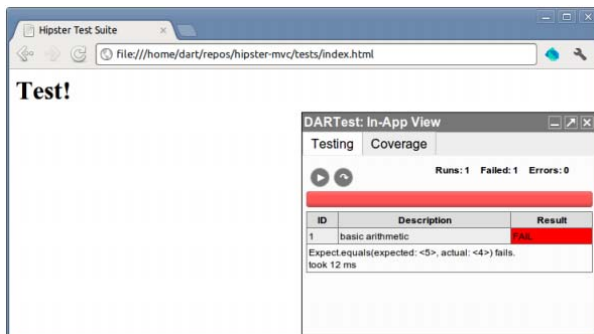 Hipster Test Suite
file:///home/dart/repos/hipster-mvc/tests/index.html
Test!
DARTest: In-App View
Testing Coverage
Runs: 1 Failed: 1 Errors: 0
ID Description Result
1 basic arithmetic FAIL
Expect.equals(expected: <5>, actual: <4>) fails.
took 12 ms